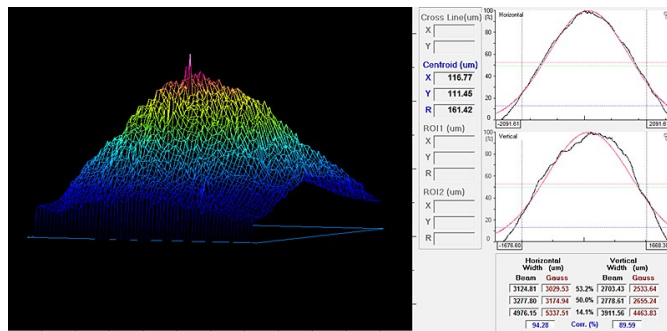 Cross Line(um)
X
Y
Centroid (um)
X 116.77
Y 111.45
R 161.42
ROI1 (um)
X
Y
R
ROI2 (um)
X
Y
R
[%]
Horizontal
100
80
60
40
20
-2091.61
2091.6
[%]
Vertical
100
80
60
40
20
0
-1676.60
1668.30
Horizontal Vertical
Width (um) Width (um)
Beam Gauss Beam Gauss
3124.81 3029.53 53.2% 2703.43 2533.64
3277.80 3174.94 50.0% 2778.61 2655.24
4976.15 5337.51 14.1% 3911.56 4463.83
94.28 Corr. (%) 89.59